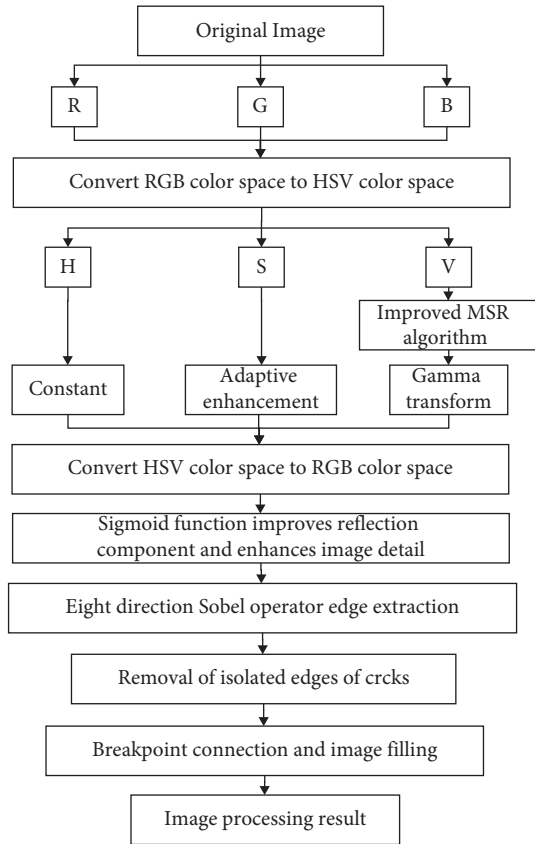 Original Image
R
G
B
Convert RGB color space to HSV color space
H
S
V
Improved MSR
algorithm
Constant
Adaptive
enhancement
Gamma
transform
Convert HSV color space to RGB color space
Sigmoid function improves reflection
component and enhances image detail
Eight direction Sobel operator edge extraction
Removal of isolated edges of crcks
Breakpoint connection and image filling
Image processing result